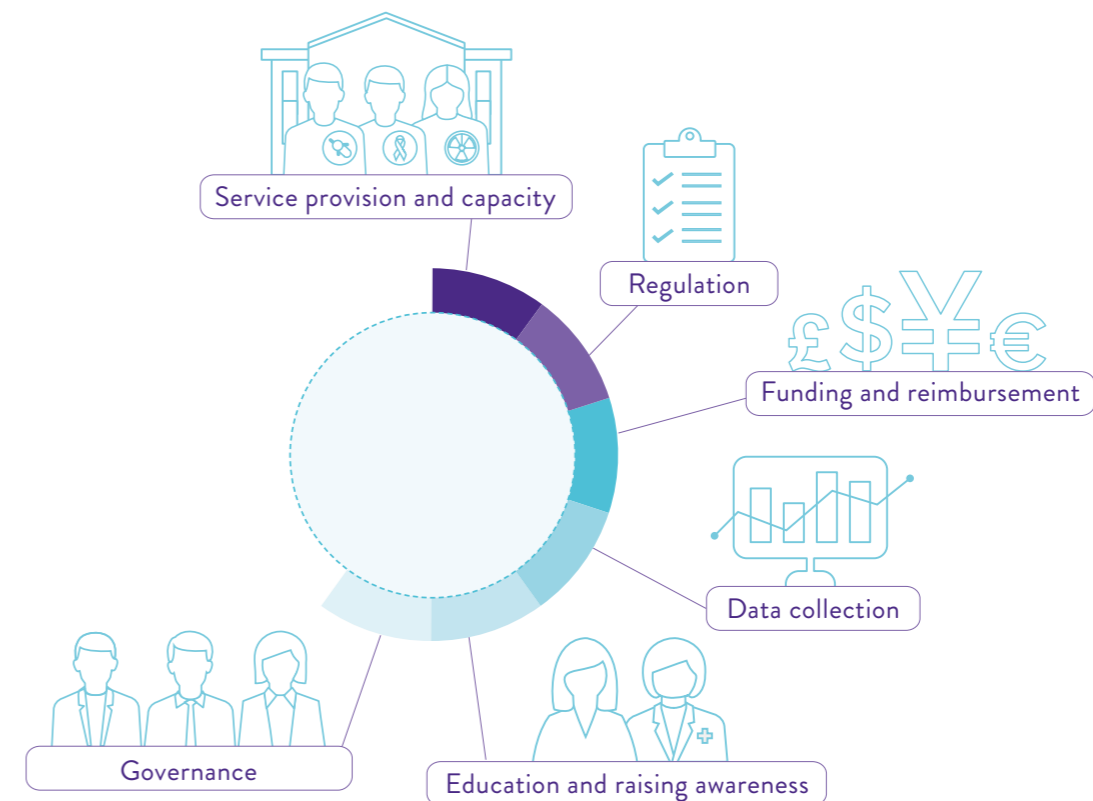 Service provision and capacity
Regulation
£ $ ¥ €
Funding and reimbursement
Data collection
Education and raising awareness
Governance